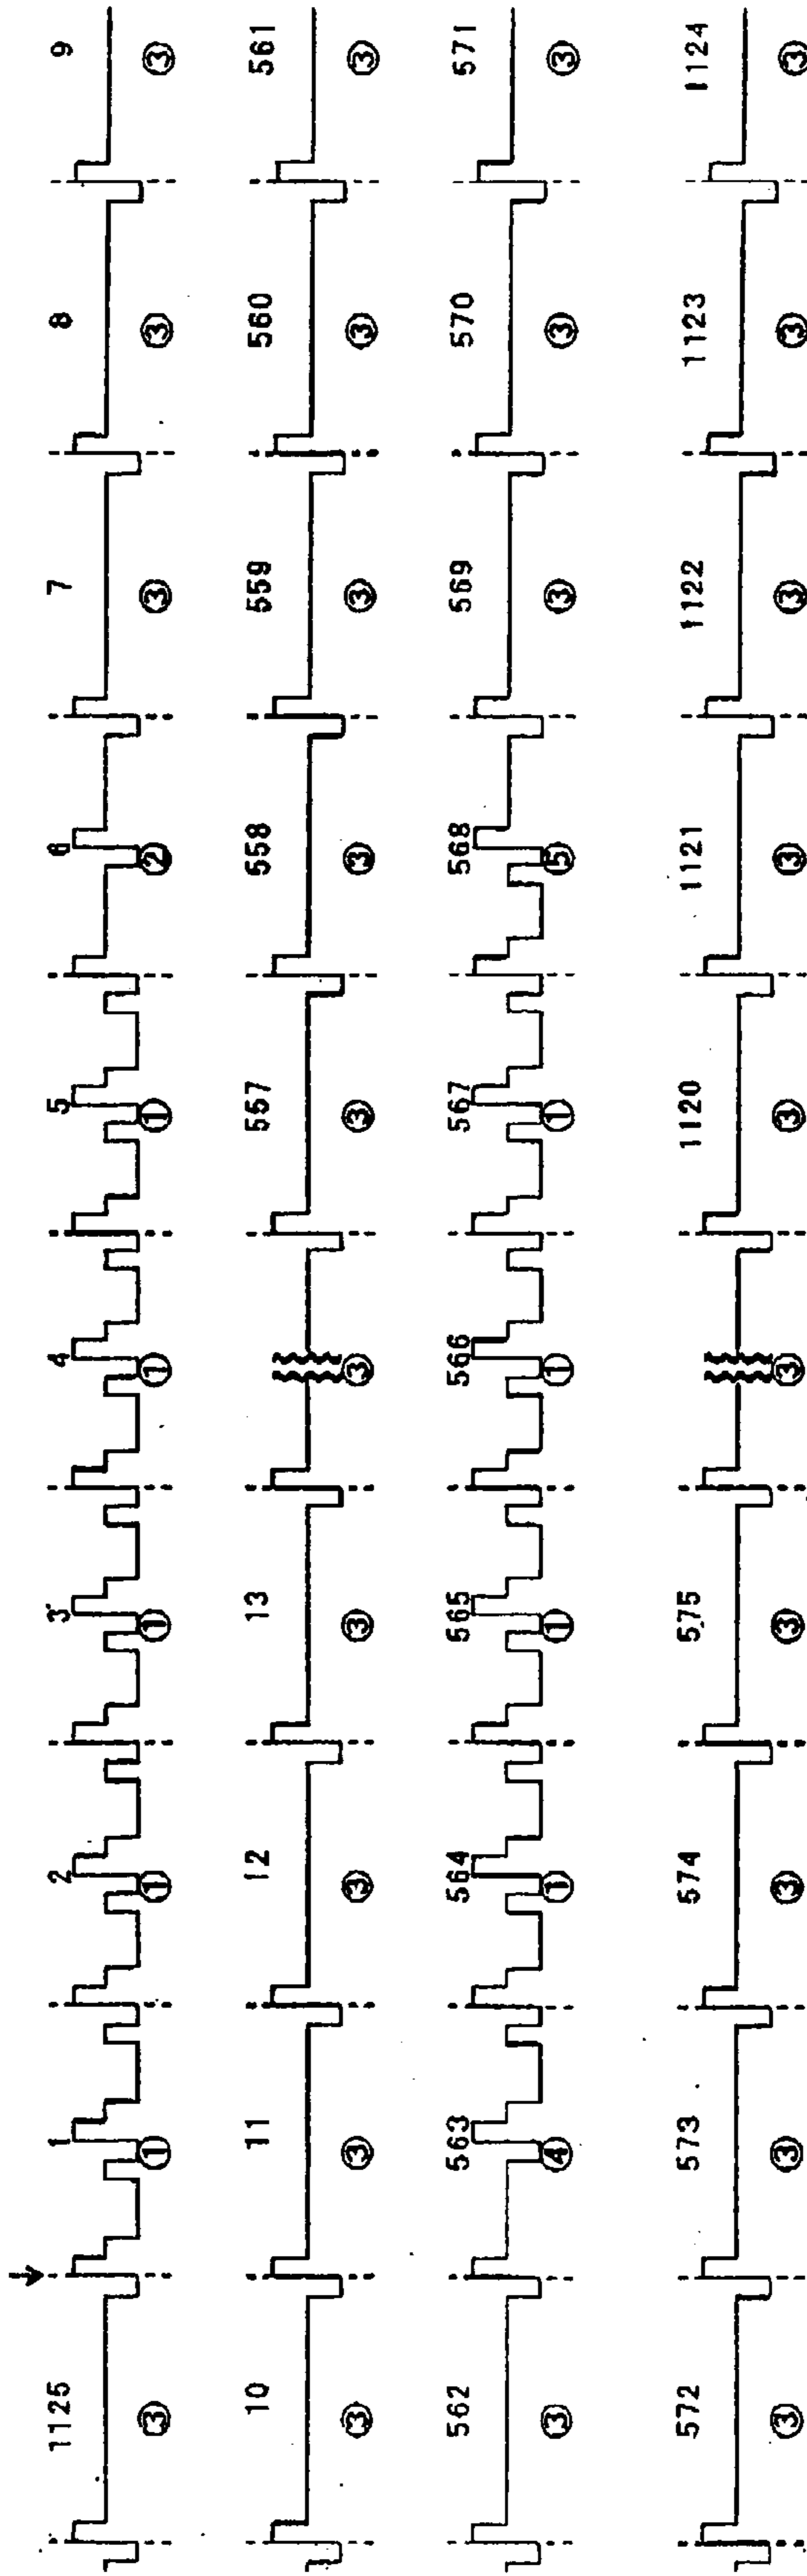 1125 1 2 3 4 5 6 7 8 9
③ ① ① ① ① ① ② ③ ③ ③
10 11 12 13 557 558 559 560 561
③ ③ ③ ③ ③ ③ ③ ③ ③ ③
562 563 564 565 566 567 568 569 570 571
③ ④ ① ① ① ① ⑤ ③ ③ ③
572 573 574 575 1120 1121 1122 1123 1124
③ ③ ③ ③ ③ ③ ③ ③ ③ ③